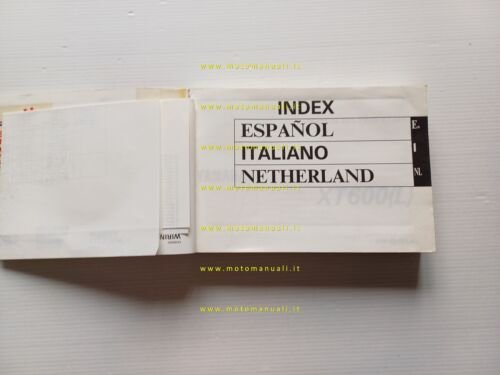 www.motomanuali.it
www.motomanuali.it
INDEX
ESPAÑOL
E.
ITALIANO
I
NETHERLAND
NL
XT600(L)
WIRIN
www.motomanuali.it
www.motomanuali.it
www.motomanuali.it